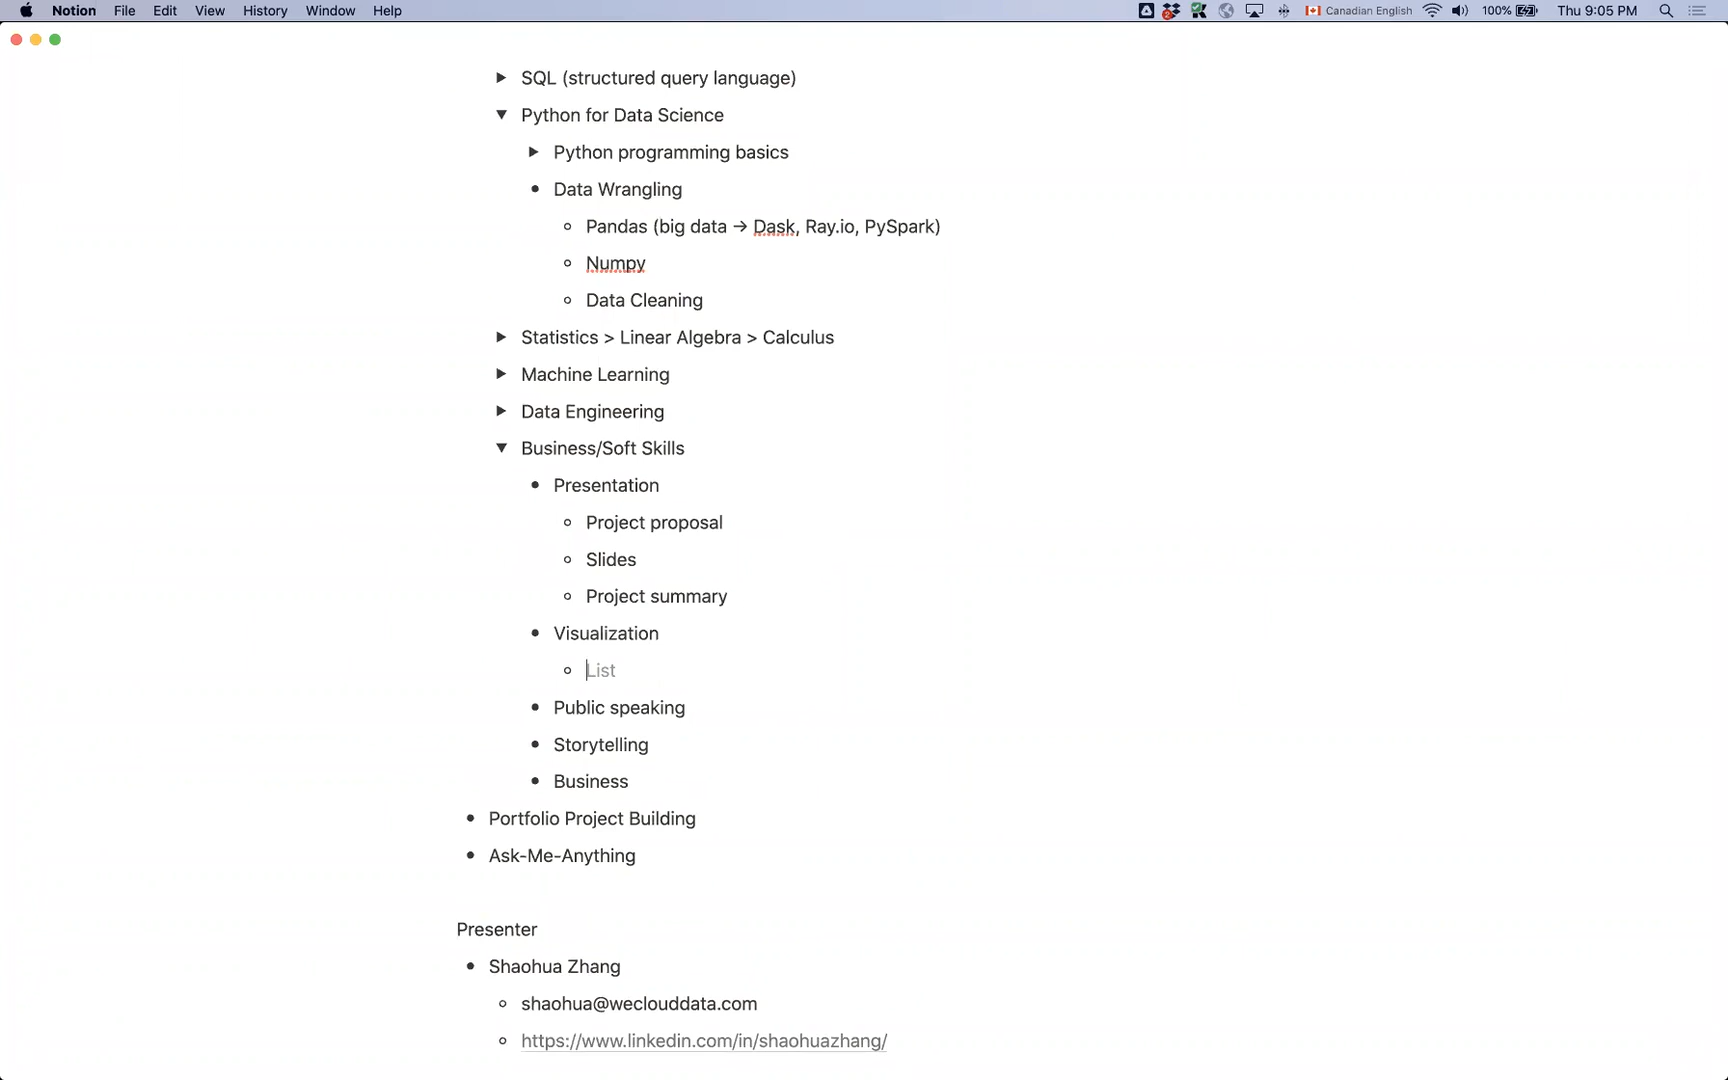 Notion File Edit View History Window Help 2 Canadian English 100% Thu 9:05 PM
SQL (structured query language)
Python for Data Science
Python programming basics
Data Wrangling
Pandas (big data → Dask, Ray.io, PySpark)
Numpy
Data Cleaning
Statistics > Linear Algebra > Calculus
Machine Learning
Data Engineering
Business/Soft Skills
Presentation
Project proposal
Slides
Project summary
Visualization
List
Public speaking
Storytelling
Business
Portfolio Project Building
Ask-Me-Anything
Presenter
Shaohua Zhang
shaohua@weclouddata.com
https://www.linkedin.com/in/shaohuazhang/